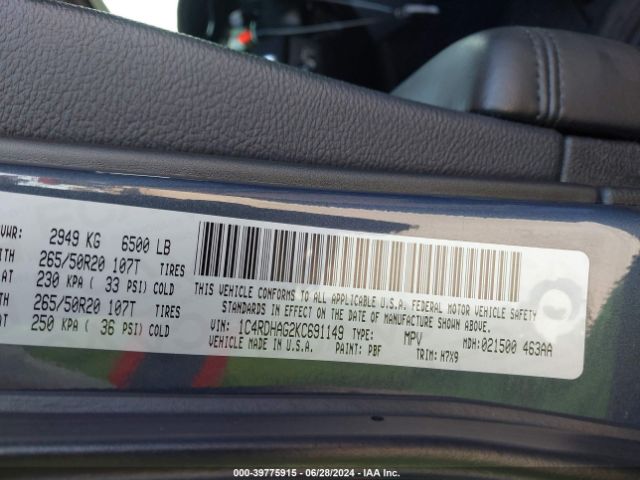 VWR: 2949 KG 6500 LB
ITH 265/50R20 107T TIRES
AT 230 KPA ( 33 PSI) COLD
265/50R20 107T TIRES
AT 250 KPA ( 36 PSI) COLD
THIS VEHICLE CONFORMS TO ALL APPLICABLE U.S.A. FEDERAL MOTOR VEHICLE SAFETY
STANDARDS IN EFFECT ON THE DATE OF MANUFACTURE SHOWN ABOVE.
VIN: 1C4RDHAG2KC691149 TYPE: MPV MDH:021500 463AA
VEHICLE MADE IN U.S.A. PAINT: PBF TRIM: H7X9
000-39775915 - 06/28/2024 - IAA Inc.